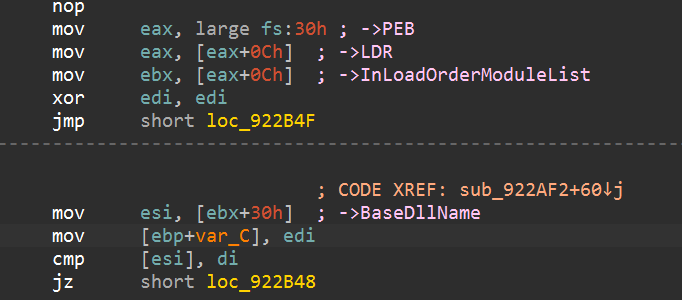 nop
mov eax, large fs:30h ; ->PEB
mov eax, [eax+0Ch] ; ->LDR
mov ebx, [eax+0Ch] ; ->InLoadOrderModuleList
xor edi, edi
jmp short loc_922B4F
; CODE XREF: sub_922AF2+60↓j
mov esi, [ebx+30h] ; ->BaseDllName
mov [ebp+var_C], edi
cmp [esi], di
jz short loc_922B48